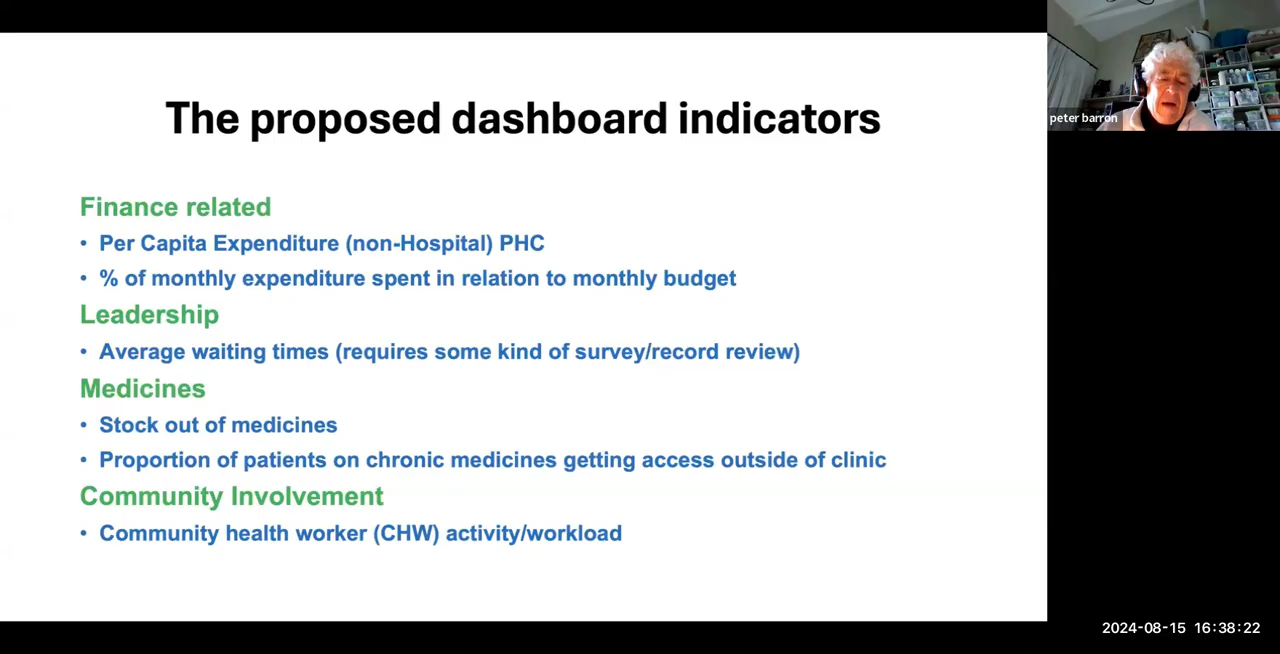 The proposed dashboard indicators
Finance related
• Per Capita Expenditure (non-Hospital) PHC
• % of monthly expenditure spent in relation to monthly budget
Leadership
• Average waiting times (requires some kind of survey/record review)
Medicines
• Stock out of medicines
• Proportion of patients on chronic medicines getting access outside of clinic
Community Involvement
• Community health worker (CHW) activity/workload
peter barron
2024-08-15 16:38:22